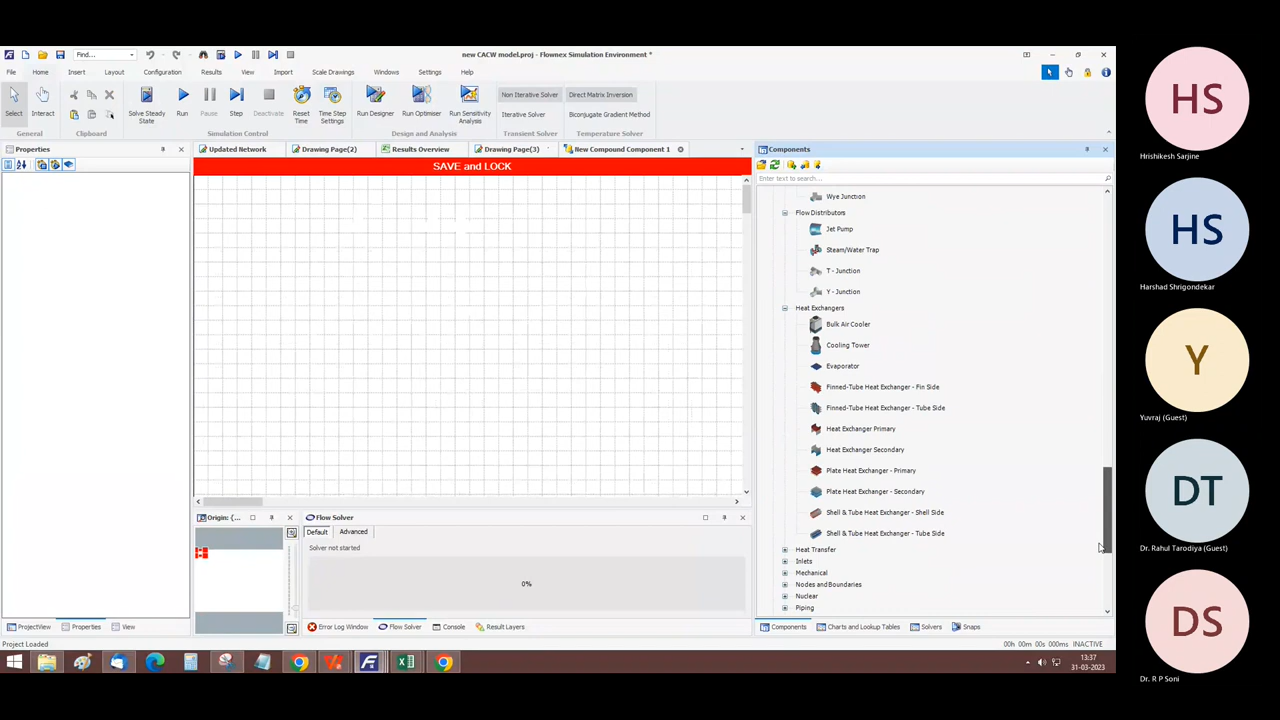 Find...
new CACW model.proj - Flownex Simulation Environment *
File Home Insert Layout Configuration Results View Search Import Scale Drawings Windows Settings Help
Select Interact
Solve Steady State
Run Pause Step Deactivate
Reset Time
Time Step Settings
Run Designer
Run Optimiser
Run Sensitivity Analysis
Non Iterative Solver
Iterative Solver
Direct Matrix Inversion
Biconjugate Gradient Method
General Clipboard Simulation Control Design and Analysis Transient Solver Temperature Solver
Properties
Updated Network Drawing Page(2) Results Overview Drawing Page(3) New Compound Component 1
SAVE and LOCK
Components
Enter text to search...
Wye Junction
Flow Distributors
Jet Pump
Steam/Water Trap
T - Junction
Y - Junction
Heat Exchangers
Bulk Air Cooler
Cooling Tower
Evaporator
Finned-Tube Heat Exchanger - Fin Side
Finned-Tube Heat Exchanger - Tube Side
Heat Exchanger Primary
Heat Exchanger Secondary
Plate Heat Exchanger - Primary
Plate Heat Exchanger - Secondary
Shell & Tube Heat Exchanger - Shell Side
Shell & Tube Heat Exchanger - Tube Side
Heat Transfer
Inlets
Mechanical
Nodes and Boundaries
Nuclear
Piping
Origin: {...
Flow Solver
Default Advanced
Solver not started
0%
ProjectView Properties View
Error Log Window Flow Solver Console Result Layers
Components Charts and Lookup Tables Solvers Snaps
Project Loaded
00h 00m 00s 000ms INACTIVE
13:37
31-03-2023
HS
Hrishikesh Sarjine
HS
Harshad Shrigondekar
Y
Yuvraj (Guest)
DT
Dr. Rahul Tarodiya (Guest)
DS
Dr. R P Soni